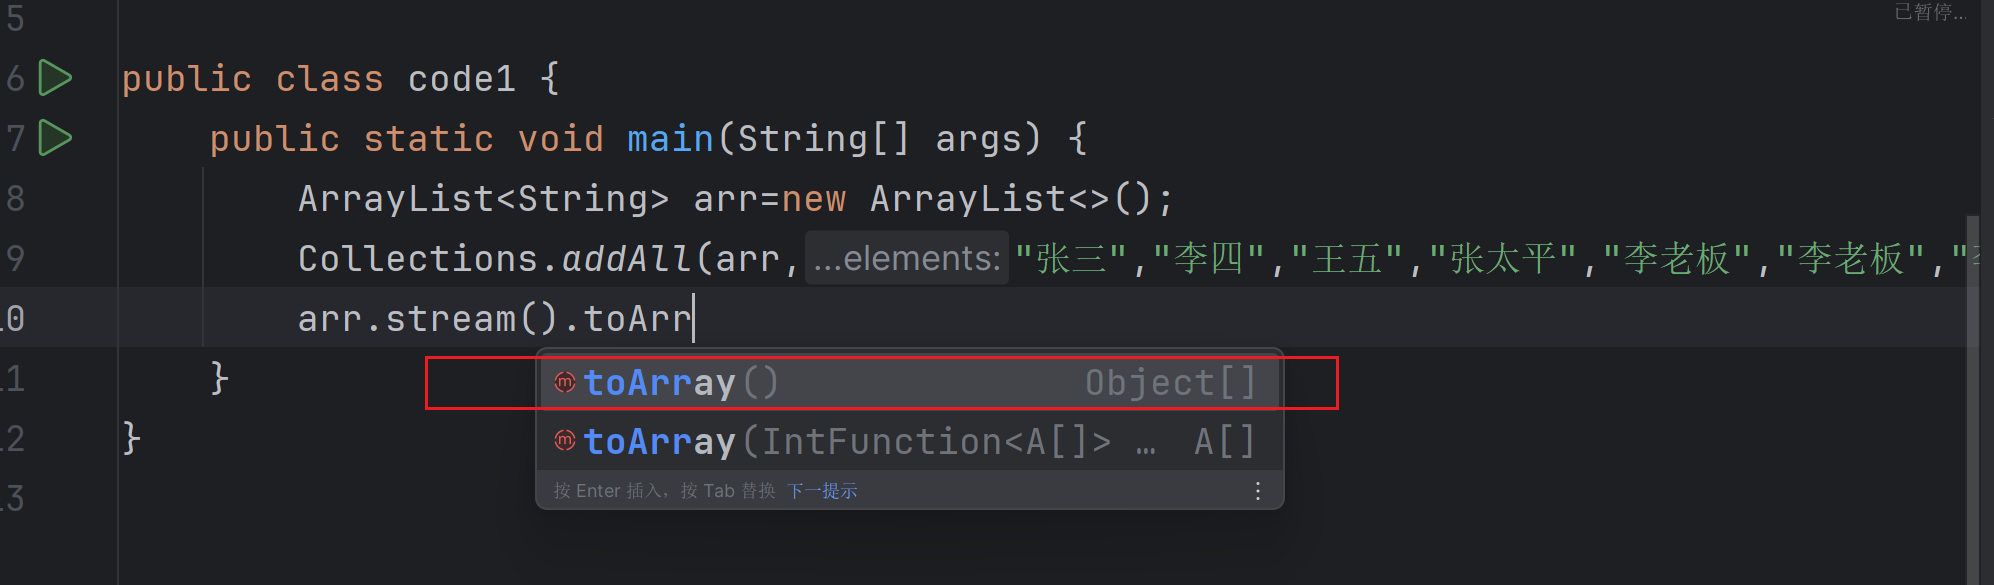 已暂停...
5
6 public class code1 {
7 public static void main(String[] args) {
8 ArrayList<String> arr=new ArrayList<>();
9 Collections.addAll(arr, ...elements: "张三","李四","王五","张太平","李老板","李老板","
10 arr.stream().toArr
toArray() Object[]
11 }
toArray(IntFunction<A[]> … A[]
12 }
按 Enter 插入，按 Tab 替换 下一提示
13